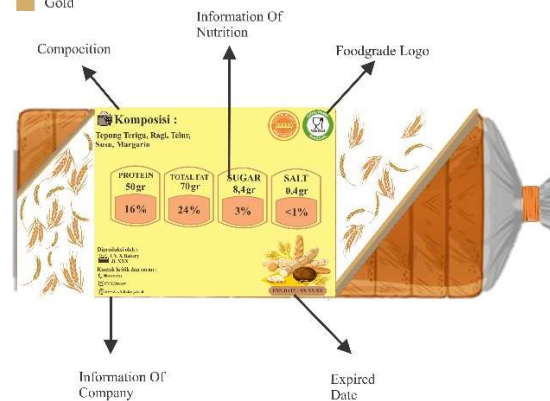 Gold
Information Of
Nutrition
Compocition
Foodgrade Logo
Komposisi :
Tepung Terigu, Ragi, Telur,
Susu, Margarin
PROTEIN
50gr
16%
TOTAL FAT
70gr
24%
SUGAR
8,4gr
3%
SALT
0.4gr
<1%
Diproduksi oleh :
Kontak kritik dan saran :
Information Of
Company
Expired
Date